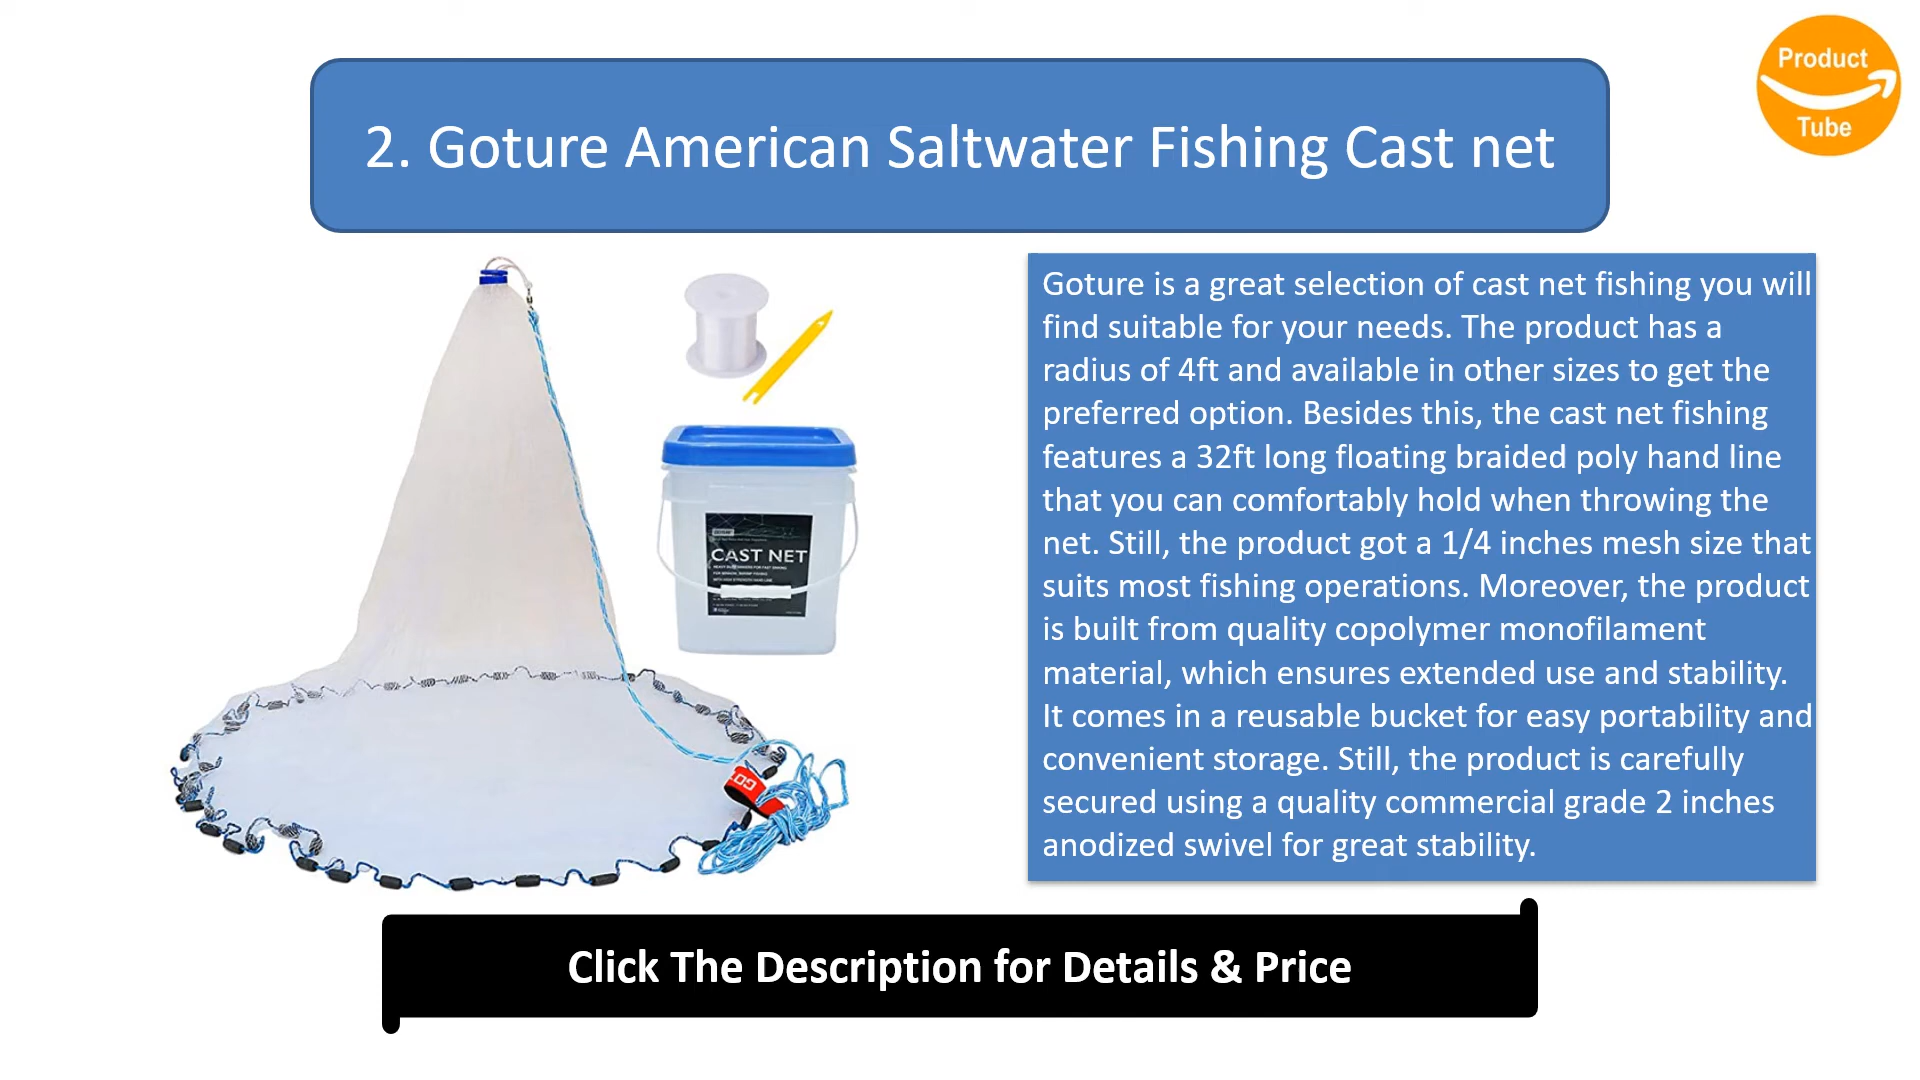 Product
Tube
2. Goture American Saltwater Fishing Cast net
Goture is a great selection of cast net fishing you will
find suitable for your needs. The product has a
radius of 4ft and available in other sizes to get the
preferred option. Besides this, the cast net fishing
features a 32ft long floating braided poly hand line
that you can comfortably hold when throwing the
net. Still, the product got a 1/4 inches mesh size that
suits most fishing operations. Moreover, the product
is built from quality copolymer monofilament
material, which ensures extended use and stability.
It comes in a reusable bucket for easy portability and
convenient storage. Still, the product is carefully
secured using a quality commercial grade 2 inches
anodized swivel for great stability.
CAST NET
GO
Click The Description for Details & Price